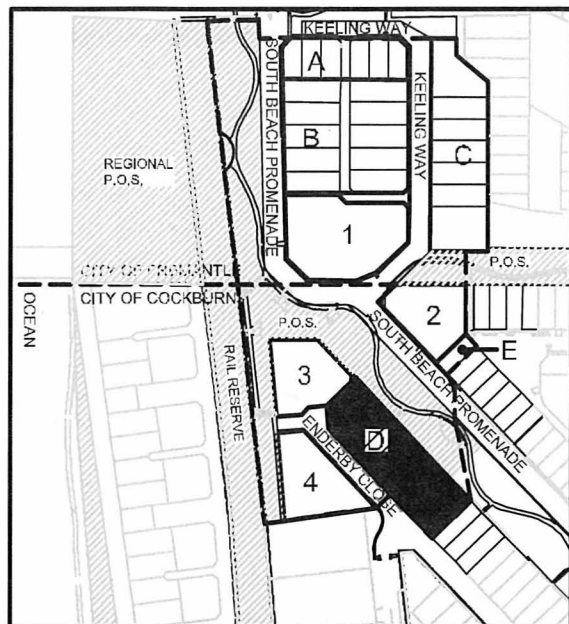 KEELING WAY
A
SOUTH BEACH PROMENADE
KEELING WAY
B
C
REGIONAL
P.O.S.
1
P.O.S.
CITY OF FREMANTL
CITY OF COCKBURN
OCEAN
P.O.S.
2
E
SOUTH BEACH PROMENADE
3
RAIL RESERVE
D
ENDERBY CLOSE
4